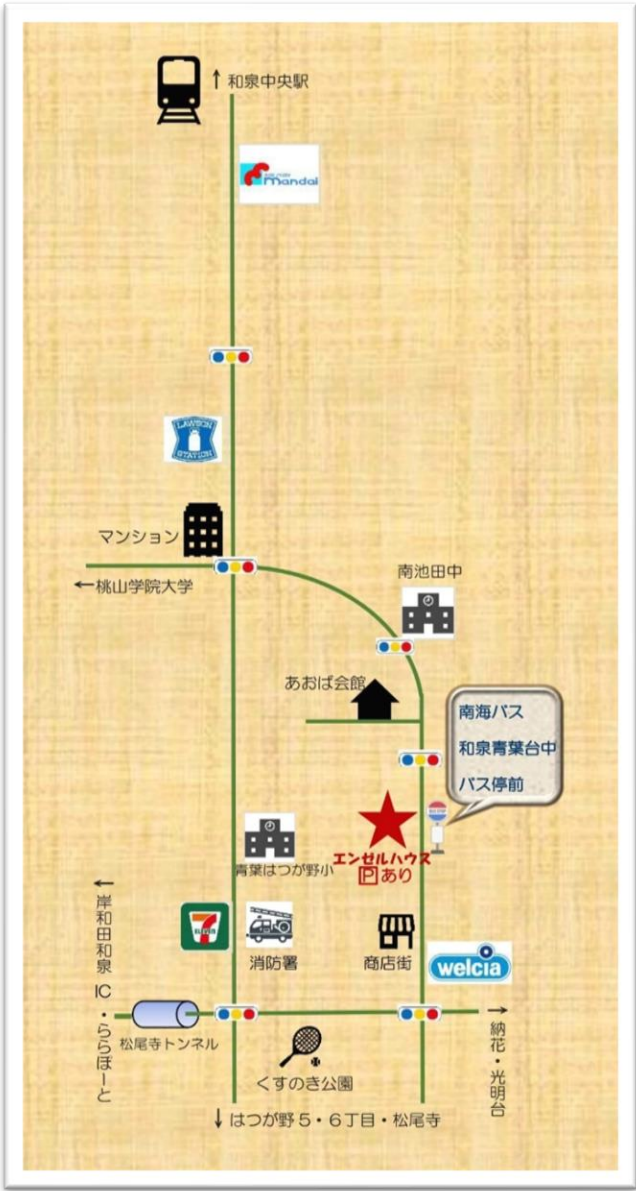 ↑ 和泉中央駅
mandai
LAWSON
STATION
マンション
←桃山学院大学
南池田中
あおば会館
南海バス
和泉青葉台中
バス停前
エンゼルハウス
Pあり
青葉はつが野小
7
ELEVEN
消防署
商店街
welcia
←岸和田和泉IC・ららぽーと
松尾寺トンネル
→納花・光明台
くすのき公園
↓はつが野5・6丁目・松尾寺